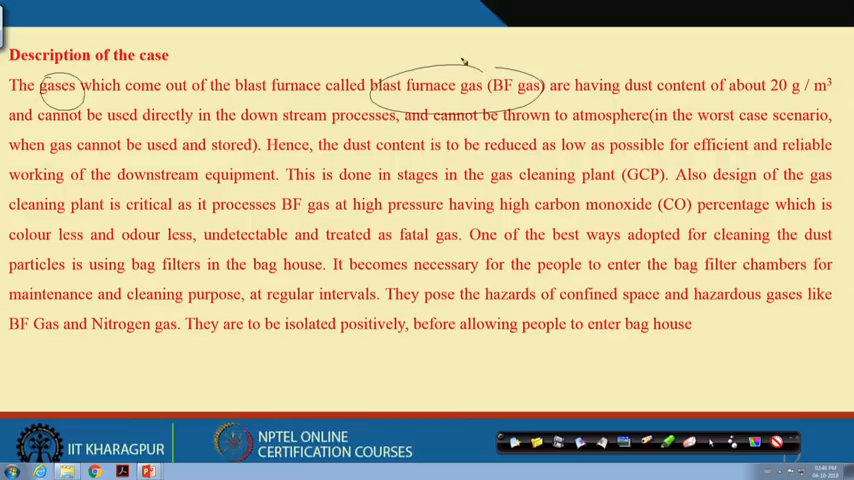 Description of the case
The gases which come out of the blast furnace called blast furnace gas (BF gas) are having dust content of about 20 g / m³
and cannot be used directly in the down stream processes, and cannot be thrown to atmosphere(in the worst case scenario,
when gas cannot be used and stored). Hence, the dust content is to be reduced as low as possible for efficient and reliable
working of the downstream equipment. This is done in stages in the gas cleaning plant (GCP). Also design of the gas
cleaning plant is critical as it processes BF gas at high pressure having high carbon monoxide (CO) percentage which is
colour less and odour less, undetectable and treated as fatal gas. One of the best ways adopted for cleaning the dust
particles is using bag filters in the bag house. It becomes necessary for the people to enter the bag filter chambers for
maintenance and cleaning purpose, at regular intervals. They pose the hazards of confined space and hazardous gases like
BF Gas and Nitrogen gas. They are to be isolated positively, before allowing people to enter bag house
IIT KHARAGPUR
NPTEL ONLINE
CERTIFICATION COURSES
02:46 PM
04-10-2018